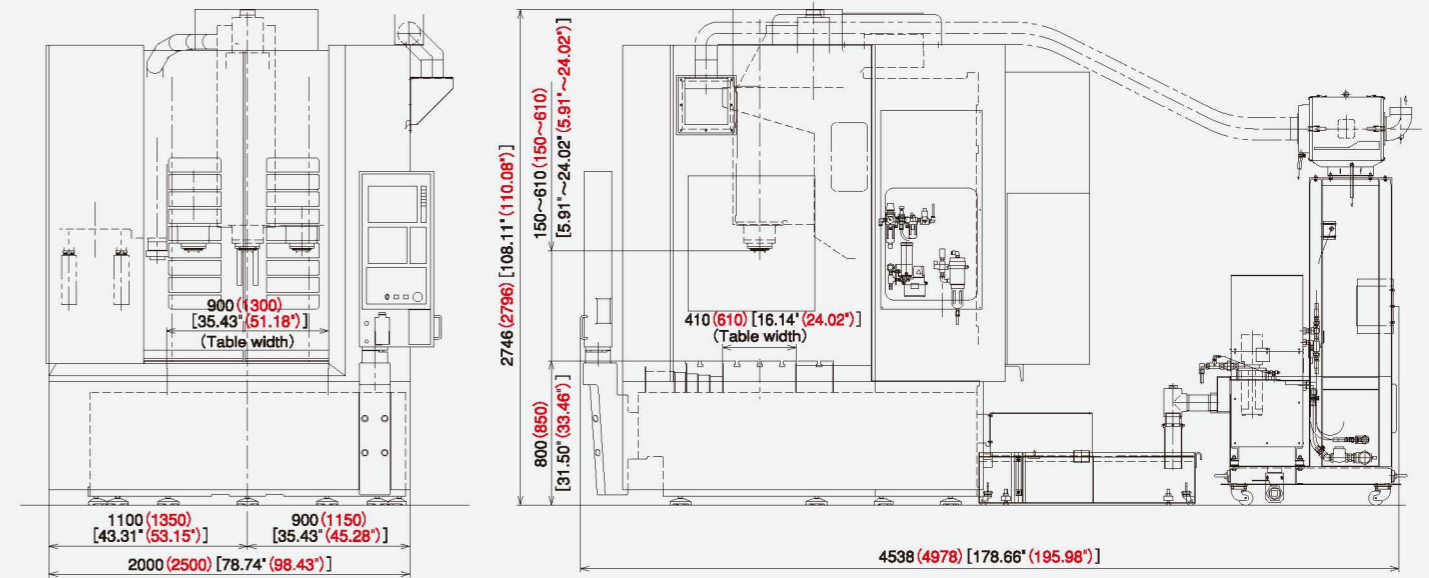 900 (1300)
[35.43" (51.18")]
(Table width)
1100 (1350)
[43.31" (53.15")]
900 (1150)
[35.43" (45.28")]
2000 (2500) [78.74" (98.43")]
2746 (2796) [108.11" (110.08")]
150～610 (150～610)
[5.91"～24.02" (5.91"～24.02")]
410 (610) [16.14" (24.02")]
(Table width)
800 (850)
[31.50" (33.46")]
4538 (4978) [178.66" (195.98")]